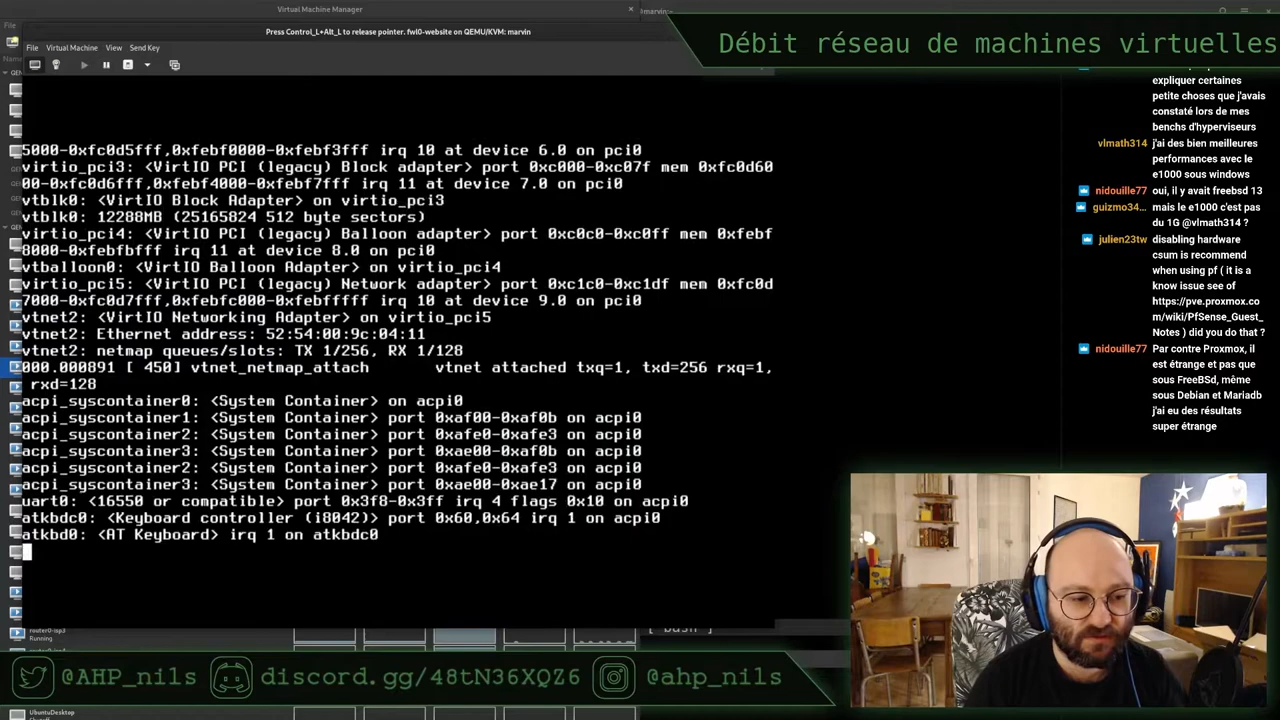 Virtual Machine Manager
Press Control_L+Alt_L to release pointer. fwl0-website on QEMU/KVM: marvin
File Virtual Machine View Send Key
Débit réseau de machines virtuelles
5000-0xfc0d5fff,0xfebf0000-0xfebf3fff irq 10 at device 6.0 on pci0
virtio_pci3: <VirtIO PCI (legacy) Block adapter> port 0xc000-0xc07f mem 0xfc0d60
00-0xfc0d6fff,0xfebf4000-0xfebf7fff irq 11 at device 7.0 on pci0
vtblk0: <VirtIO Block Adapter> on virtio_pci3
vtblk0: 12288MB (25165824 512 byte sectors)
virtio_pci4: <VirtIO PCI (legacy) Balloon adapter> port 0xc0c0-0xc0ff mem 0xfebf
8000-0xfebfbfff irq 11 at device 8.0 on pci0
vtballoon0: <VirtIO Balloon Adapter> on virtio_pci4
virtio_pci5: <VirtIO PCI (legacy) Network adapter> port 0xc1c0-0xc1df mem 0xfc0d
7000-0xfc0d7fff,0xfebfc000-0xfebfffff irq 10 at device 9.0 on pci0
vtnet2: <VirtIO Networking Adapter> on virtio_pci5
vtnet2: Ethernet address: 52:54:00:9c:04:11
vtnet2: netmap queues/slots: TX 1/256, RX 1/128
000.000891 [ 450] vtnet_netmap_attach vtnet attached txq=1, txd=256 rxq=1,
rxd=128
acpi_syscontainer0: <System Container> on acpi0
acpi_syscontainer1: <System Container> port 0xaf00-0xaf0b on acpi0
acpi_syscontainer2: <System Container> port 0xafe0-0xafe3 on acpi0
acpi_syscontainer3: <System Container> port 0xae00-0xaf0b on acpi0
acpi_syscontainer2: <System Container> port 0xafe0-0xafe3 on acpi0
acpi_syscontainer3: <System Container> port 0xae00-0xae17 on acpi0
uart0: <16550 or compatible> port 0x3f8-0x3ff irq 4 flags 0x10 on acpi0
atkbdc0: <Keyboard controller (i8042)> port 0x60,0x64 irq 1 on acpi0
atkbd0: <AT Keyboard> irq 1 on atkbdc0
expliquer certaines
petite choses que j'avais
constaté lors de mes
benchs d'hyperviseurs
vlmath314 j'ai des bien meilleures
performances avec le
e1000 sous windows
nidouille77 oui, il y avait freebsd 13
guizmo34... mais le e1000 c'est pas
du 1G @vlmath314 ?
julien23tw disabling hardware
csum is recommend
when using pf ( it is a
know issue see of
https://pve.proxmox.co
m/wiki/PfSense_Guest_
Notes ) did you do that ?
nidouille77 Par contre Proxmox, il
est étrange et pas que
sous FreeBSd, même
sous Debian et Mariadb
j'ai eu des résultats
super étrange
router0-isp3
Running
@AHP_nils discord.gg/48tN36XQZ6 @ahp_nils
UbuntuDesktop